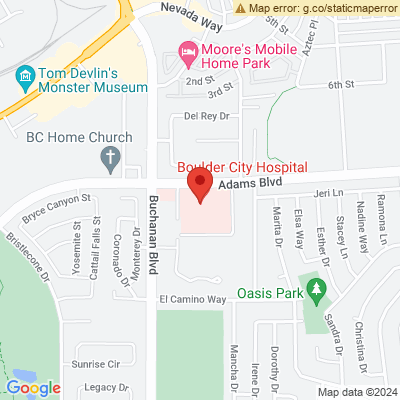 Map error: g.co/staticmaperror
Nevada Way
Aztec Pl
Moore's Mobile
Home Park
2nd St
3rd St
6th St
Tom Devlin's
Monster Museum
Del Rey Dr
BC Home Church
Boulder City Hospital
Adams Blvd
Jeri Ln
Bryce Canyon St
Buchanan Blvd
Bristlecone Dr
Yosemite St
Cattail Falls St
Coronado Dr
Monterey Dr
Marita Dr
Elsa Way
Esther Dr
Stacey Ln
Nadine Way
Ramona Ln
El Camino Way
Oasis Park
Sandra Dr
Christina Dr
Sunrise Cir
Legacy Dr
Mancha Dr
Irene Dr
Dorothy Dr
Google
Map data ©2024